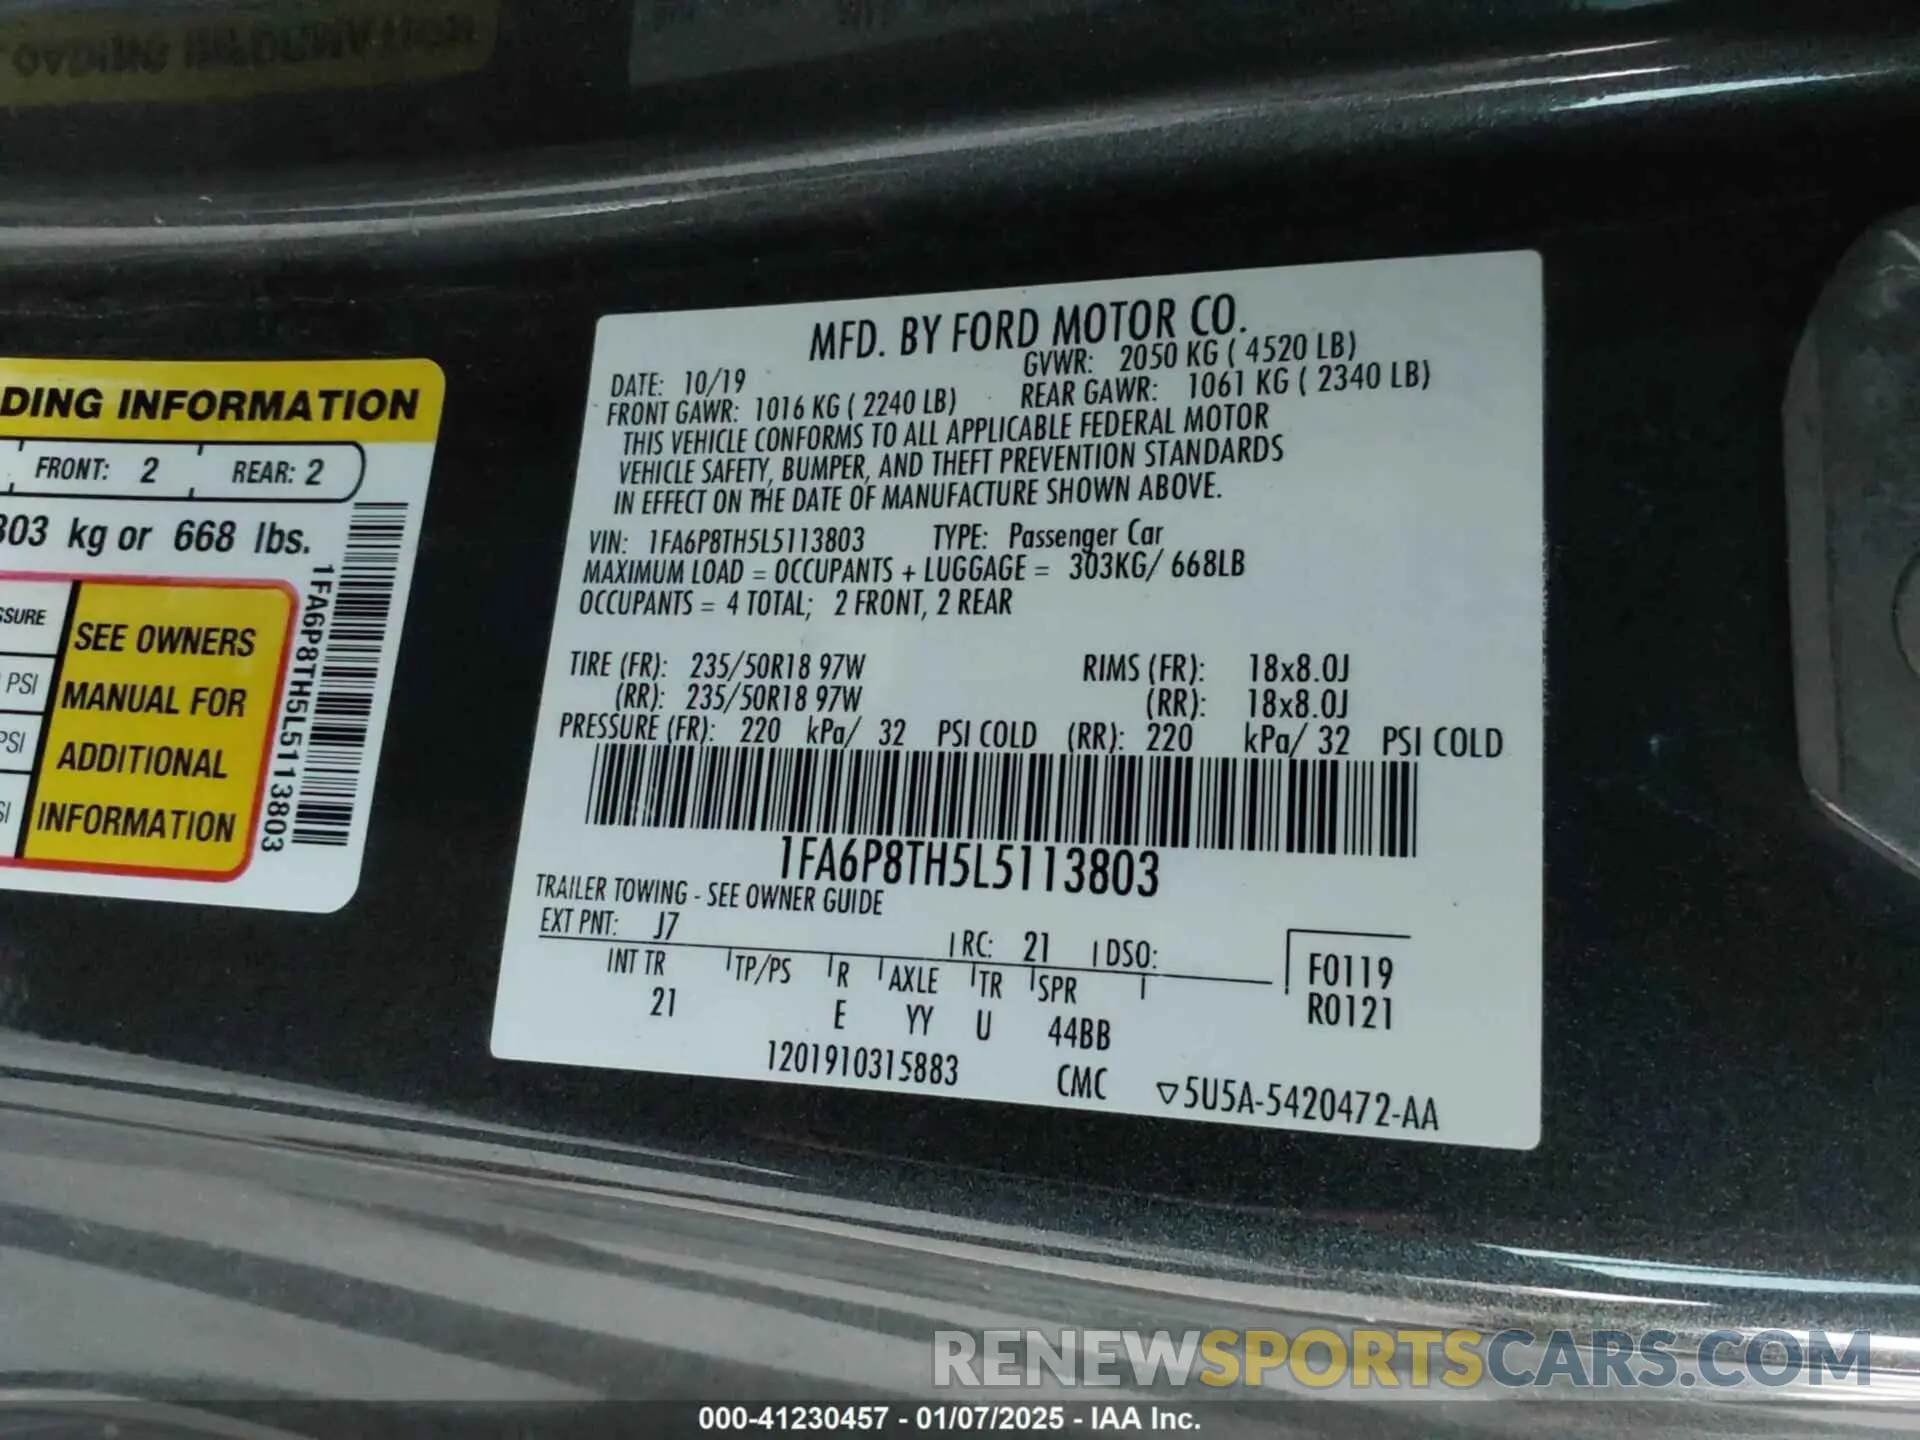 DING INFORMATION
FRONT: 2 REAR: 2
303 kg or 668 lbs.
SSURE
PSI
PSI
SI
SEE OWNERS
MANUAL FOR
ADDITIONAL
INFORMATION
1FA6P8TH5L5113803
MFD. BY FORD MOTOR CO.
DATE: 10/19 GVWR: 2050 KG ( 4520 LB)
FRONT GAWR: 1016 KG ( 2240 LB) REAR GAWR: 1061 KG ( 2340 LB)
THIS VEHICLE CONFORMS TO ALL APPLICABLE FEDERAL MOTOR
VEHICLE SAFETY, BUMPER, AND THEFT PREVENTION STANDARDS
IN EFFECT ON THE DATE OF MANUFACTURE SHOWN ABOVE.
VIN: 1FA6P8TH5L5113803 TYPE: Passenger Car
MAXIMUM LOAD = OCCUPANTS + LUGGAGE = 303KG/ 668LB
OCCUPANTS = 4 TOTAL; 2 FRONT, 2 REAR
TIRE (FR): 235/50R18 97W RIMS (FR): 18x8.0J
(RR): 235/50R18 97W (RR): 18x8.0J
PRESSURE (FR): 220 kPa/ 32 PSI COLD (RR): 220 kPa/ 32 PSI COLD
1FA6P8TH5L5113803
TRAILER TOWING - SEE OWNER GUIDE
EXT PNT: J7 RC: 21 DSO:
INT TR TP/PS R AXLE TR SPR F0119
21 E YY U 44BB R0121
1201910315883 CMC ▽5U5A-5420472-AA
RENEWSPORTSCARS.COM
000-41230457 - 01/07/2025 - IAA Inc.